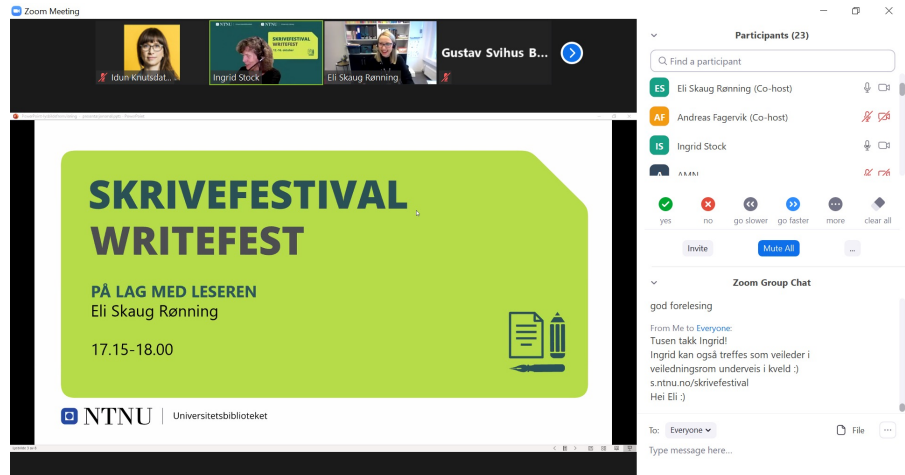 Zoom Meeting
Idun Knutsdat...
SKRIVEFESTIVAL
WRITEFEST
Ingrid Stock
Eli Skaug Rønning
Gustav Svihus B...
SKRIVEFESTIVAL
WRITEFEST
PÅ LAG MED LESEREN
Eli Skaug Rønning
17.15-18.00
NTNU
Universitetsbiblioteket
Participants (23)
Find a participant
ES Eli Skaug Rønning (Co-host)
AF Andreas Fagervik (Co-host)
IS Ingrid Stock
A AMN
yes no go slower go faster more clear all
Invite Mute All ...
Zoom Group Chat
god forelesing
From Me to Everyone:
Tusen takk Ingrid!
Ingrid kan også treffes som veileder i
veiledningsrom underveis i kveld :)
s.ntnu.no/skrivefestival
Hei Eli :)
To: Everyone File ...
Type message here...